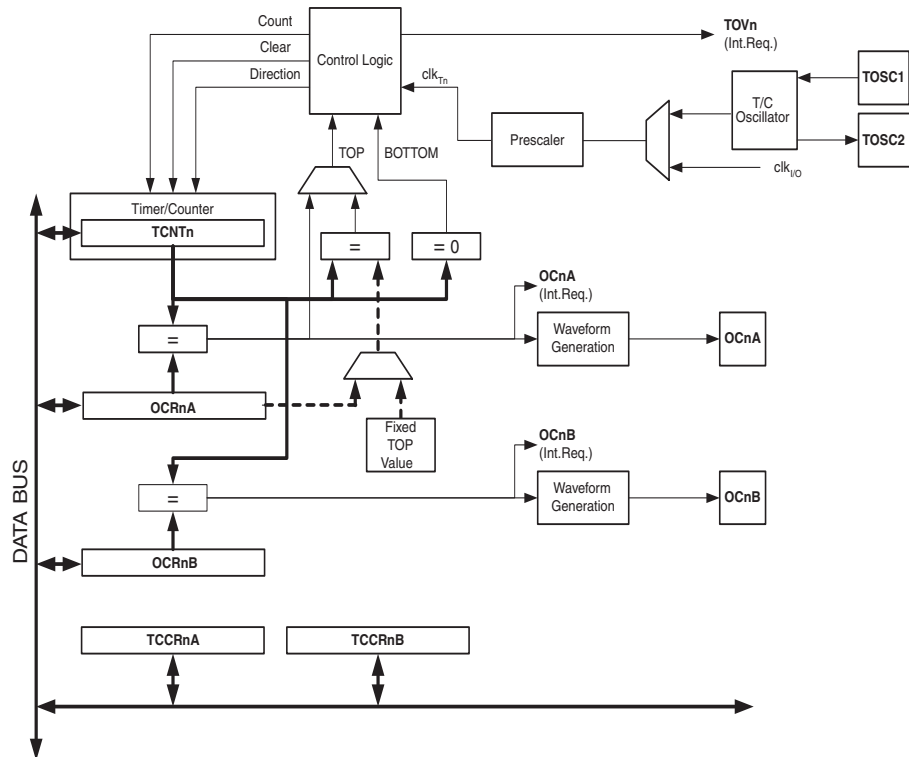 Count
Clear
Direction
Control Logic
TOVn
(Int.Req.)
clkTn
TOSC1
T/C
Oscillator
TOSC2
Prescaler
clkI/O
TOP
BOTTOM
Timer/Counter
TCNTn
=
= 0
OCnA
(Int.Req.)
=
Waveform
Generation
OCnA
OCRnA
Fixed
TOP
Value
OCnB
(Int.Req.)
=
Waveform
Generation
OCnB
OCRnB
DATA BUS
TCCRnA
TCCRnB